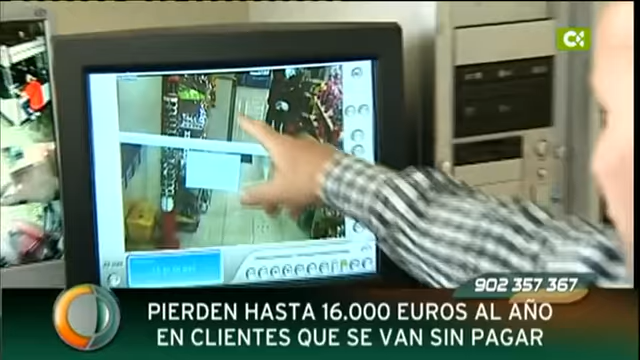 902 357 367
PIERDEN HASTA 16.000 EUROS AL AÑO
EN CLIENTES QUE SE VAN SIN PAGAR